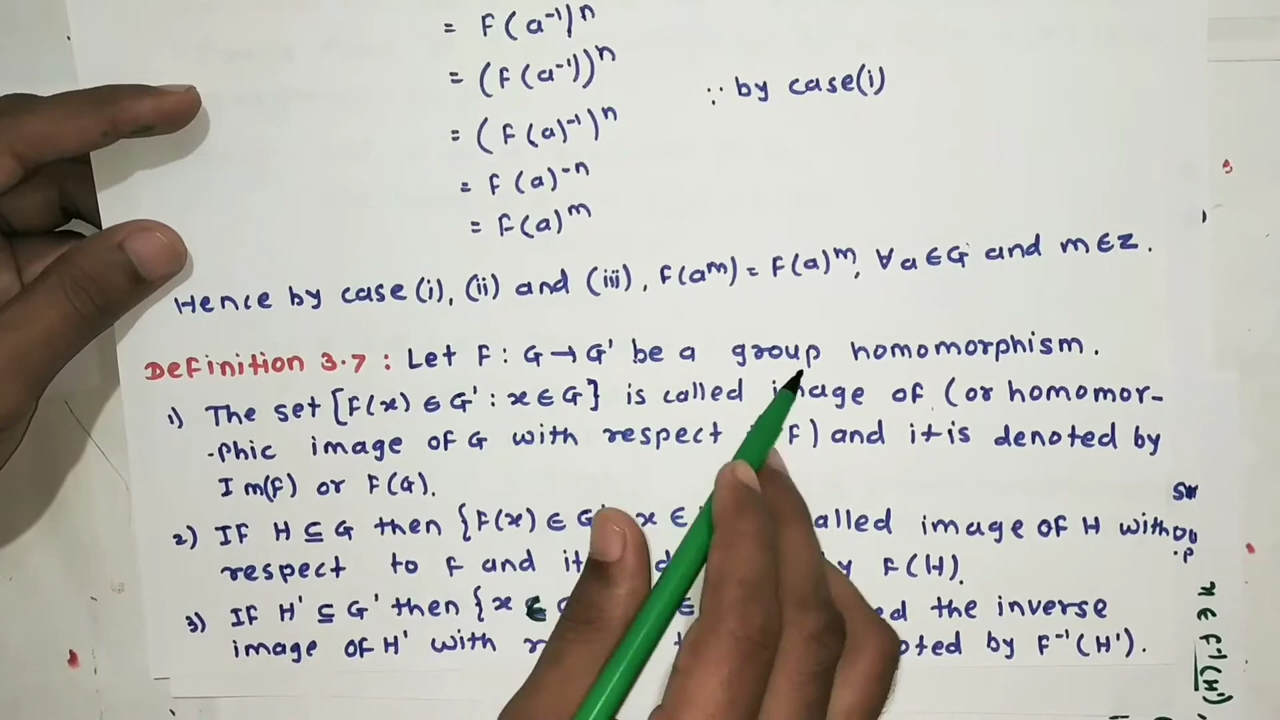 = F(a⁻¹)ⁿ
= (F(a⁻¹))ⁿ
= (F(a)⁻¹)ⁿ ∵ by case(i)
= F(a)⁻ⁿ
= F(a)ᵐ
Hence by case(i), (ii) and (iii), F(aᵐ) = F(a)ᵐ, ∀a∈G and m∈Z.
Definition 3.7 : Let F : G→G' be a group homomorphism.
1) The set {F(x) ∈ G' : x∈G} is called image of (or homomor-
-phic image of G with respect F) and it is denoted by
Im(F) or F(G).
2) IF H ⊆ G then {F(x) ∈ G' x ∈ called image of H with
respect to F and it F(H).
3) IF H' ⊆ G' then {x ∈ the inverse
image of H' with denoted by F⁻¹(H').
x ∈ F⁻¹(H')